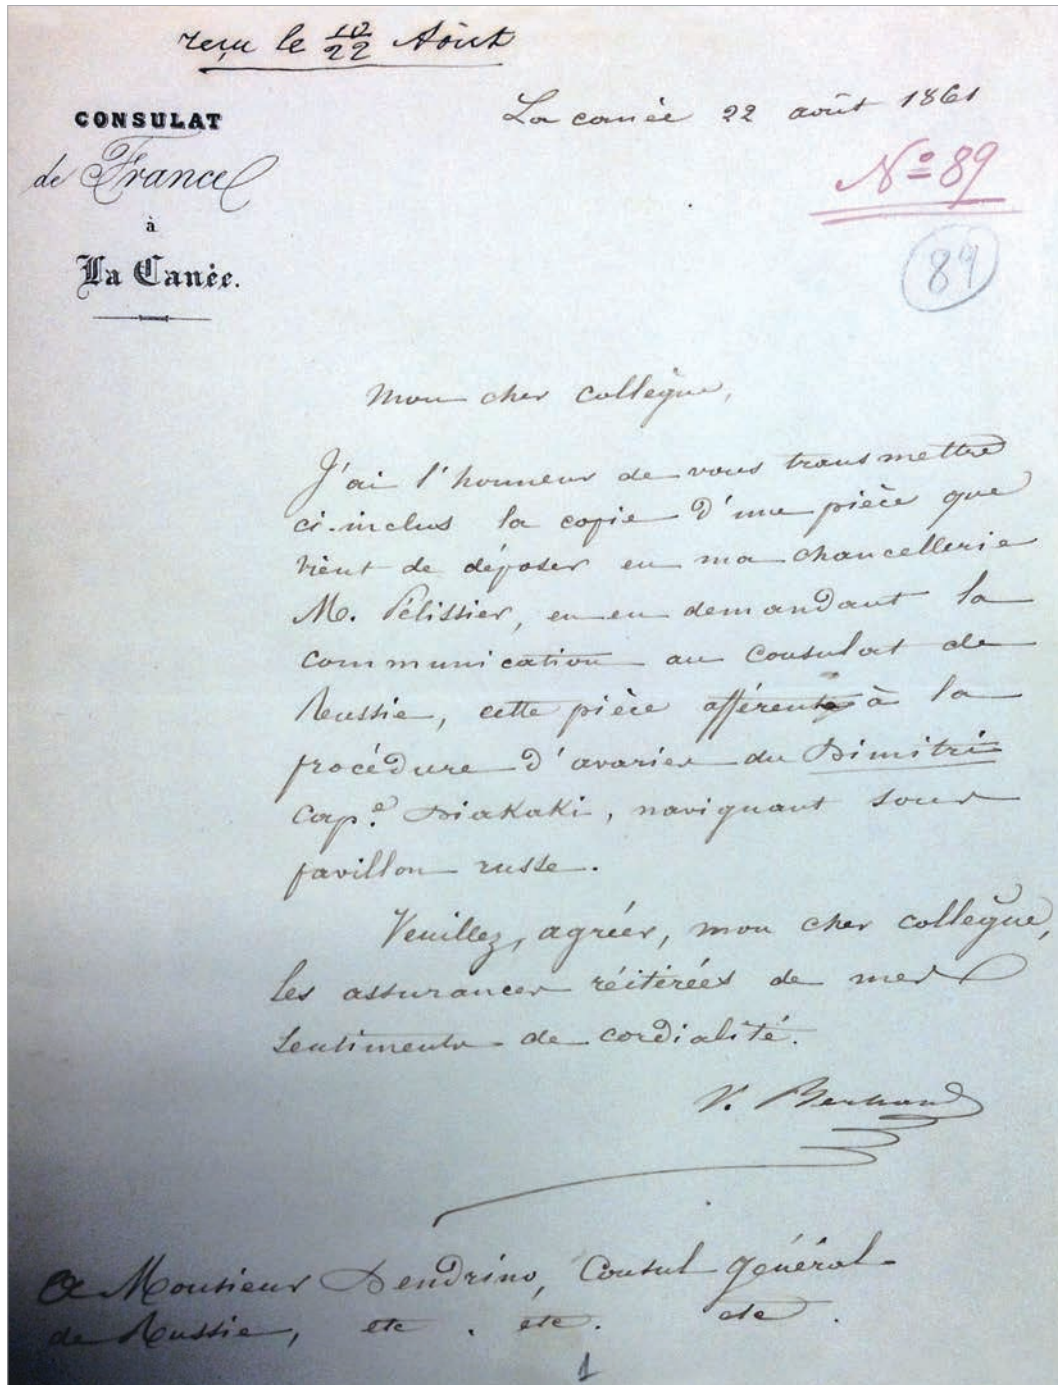 reçu le 10/22 Août
CONSULAT
de France
à
La Canée.
La canée 22 août 1861
Nº 89
84
Mon cher collègue,
J'ai l'honneur de vous transmettre
ci-inclus la copie d'une pièce que
vient de déposer en ma chancellerie
M. Pélissier, en en demandant la
communication au Consulat de
Russie, cette pièce afférente à la
procédure d'avaries du Dimitri
Cap.e Diakaki, naviguant sous
pavillon russe.
Veuillez, agréer, mon cher collègue,
les assurances réitérées de mes
sentiments de cordialité.
V.
A Monsieur Dendrino, Consul général
de Russie, etc. etc. etc.
1